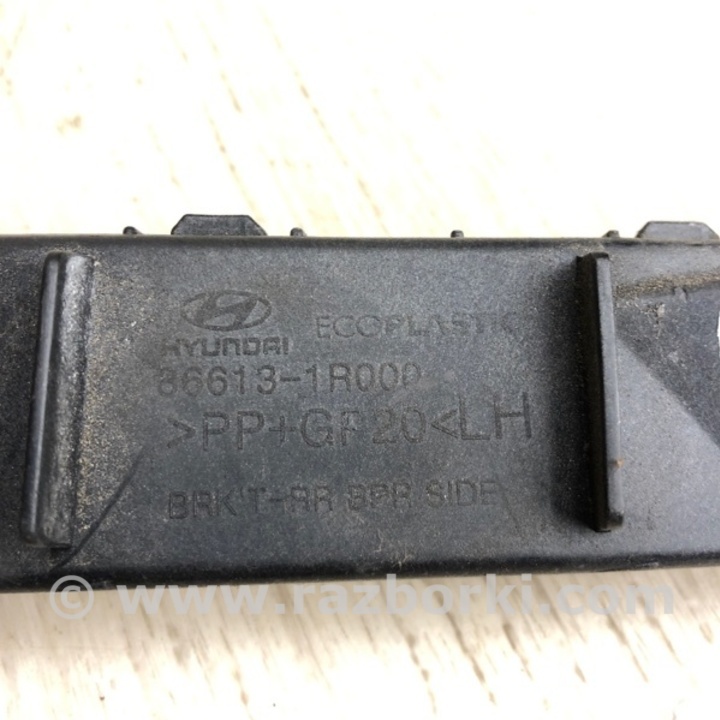 HYUNDAI ECOPLASTIC
86613-1R000
>PP+GF20<LH
BRK'T-RR BPR SIDE
© www.razborki.com